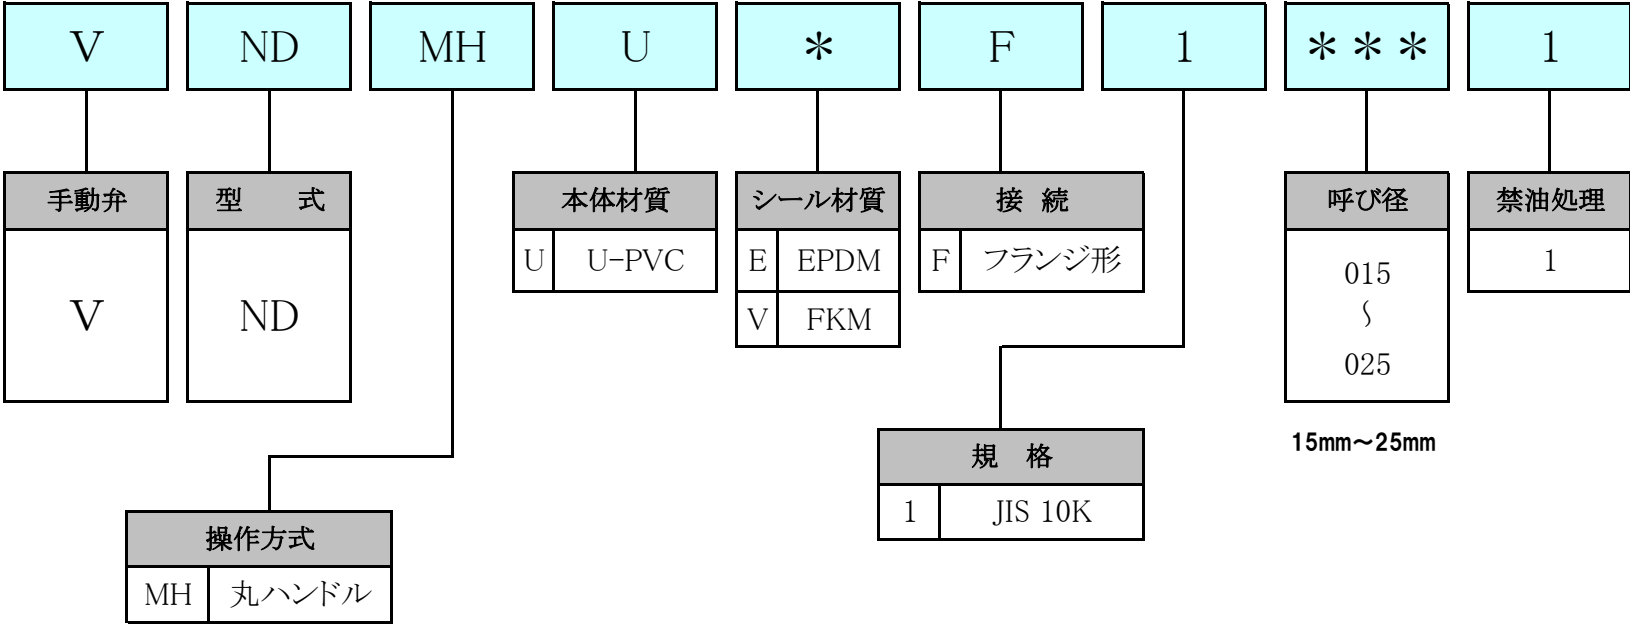 V ND MH U * F 1 *** 1
手動弁 型 式 本体材質 シール材質 接 続 呼び径 禁油処理
V ND U U-PVC E EPDM F フランジ形 015 1
V FKM ～
025
規 格 15mm～25mm
1 JIS 10K
操作方式
MH 丸ハンドル